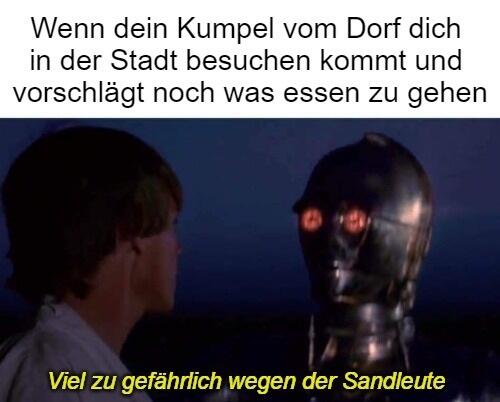 Wenn dein Kumpel vom Dorf dich
in der Stadt besuchen kommt und
vorschlägt noch was essen zu gehen
Viel zu gefährlich wegen der Sandleute